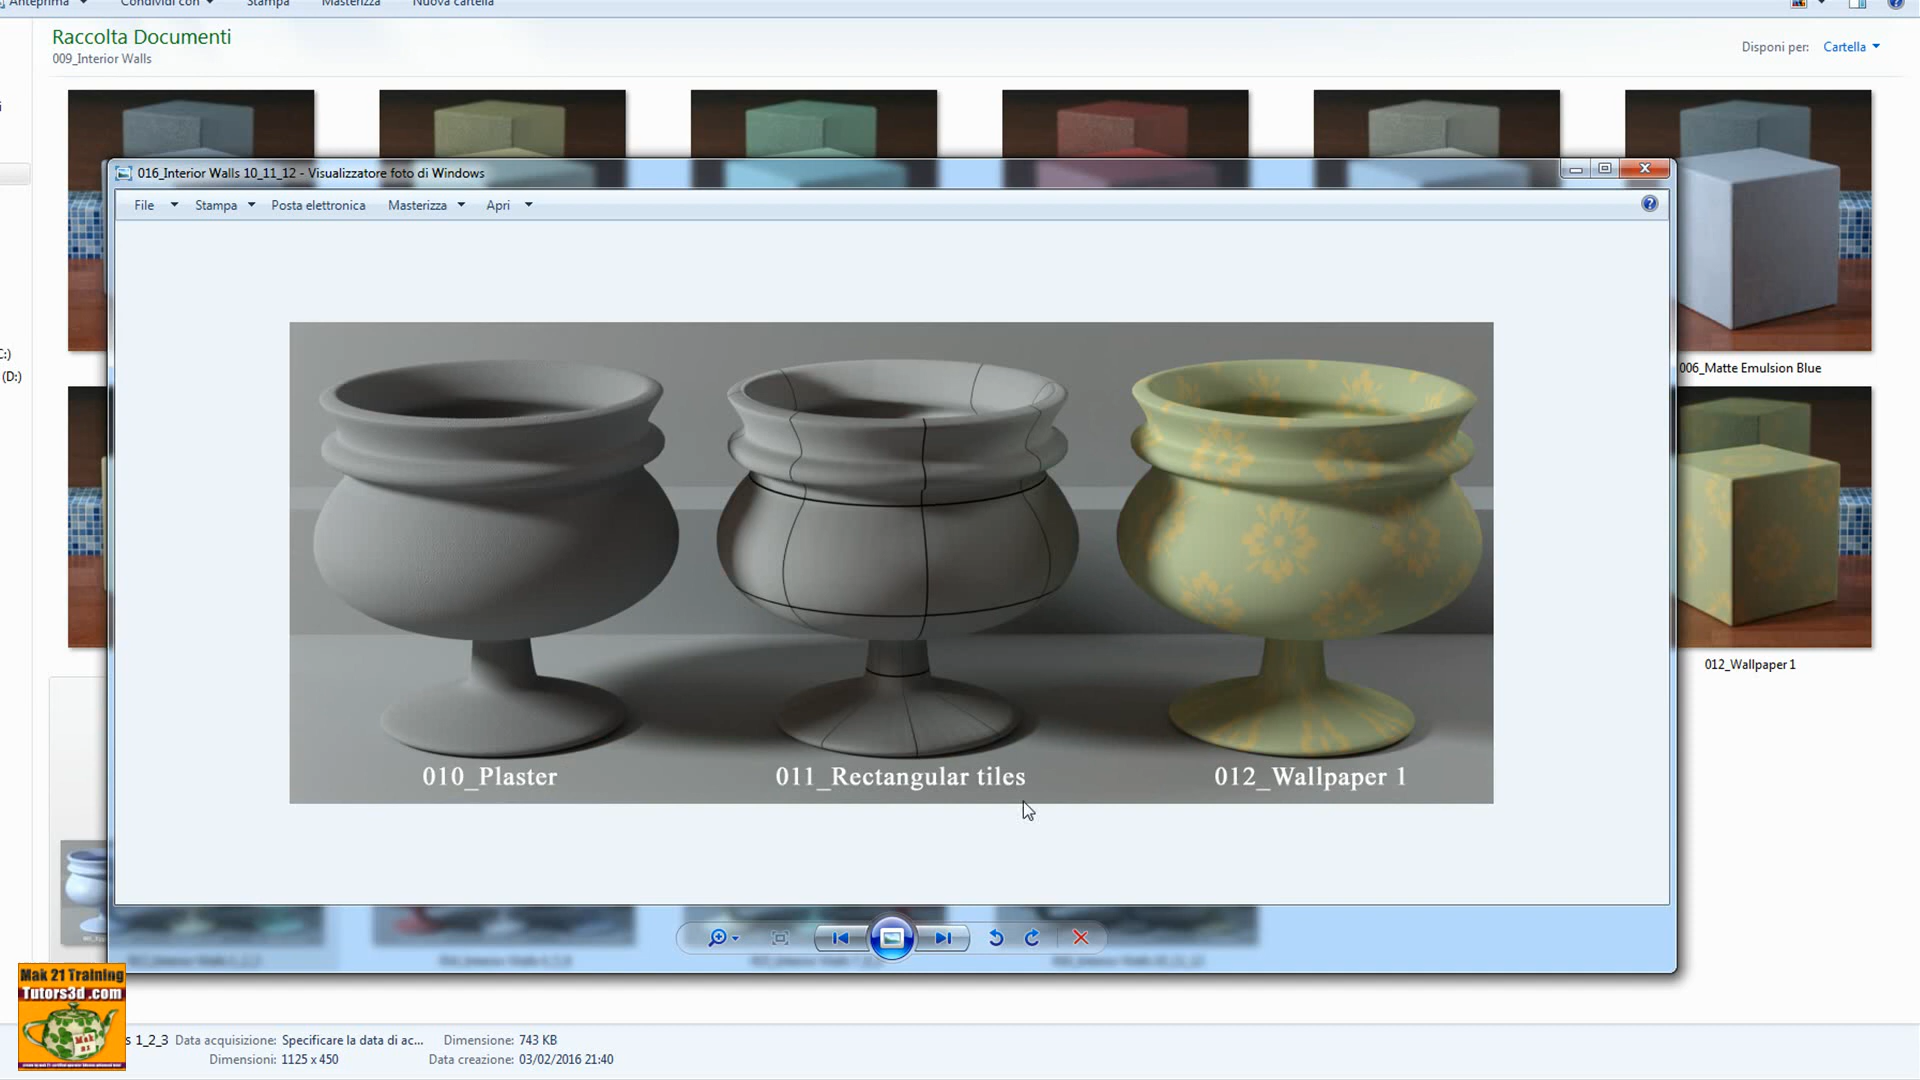 Anteprima
Condividi con
Stampa
Masterizza
Nuova cartella
Raccolta Documenti
009_Interior Walls
Disponi per: Cartella
016_Interior Walls 10_11_12 - Visualizzatore foto di Windows
File
Stampa
Posta elettronica
Masterizza
Apri
C:)
(D:)
006_Matte Emulsion Blue
012_Wallpaper 1
010_Plaster
011_Rectangular tiles
012_Wallpaper 1
Mak 21 Training
Tutors3d .com
Mak
21
s 1_2_3
Data acquisizione: Specificare la data di ac...
Dimensione: 743 KB
Dimensioni: 1125 x 450
Data creazione: 03/02/2016 21:40